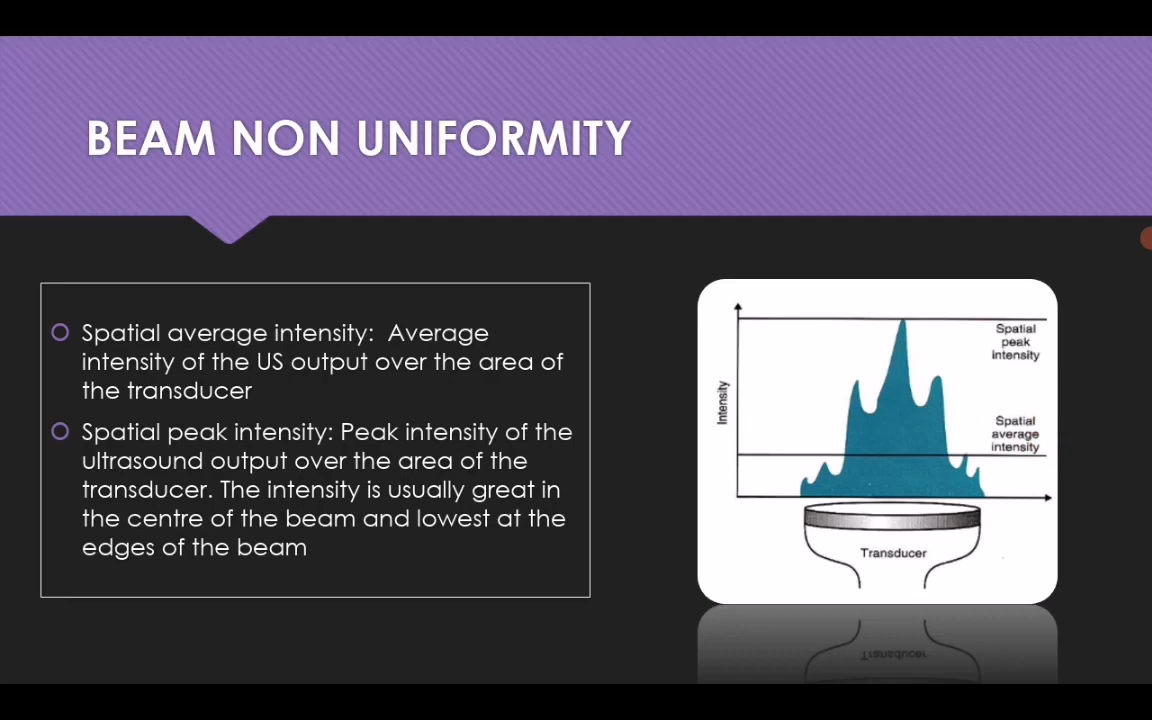 BEAM NON UNIFORMITY
Spatial average intensity:  Average
intensity of the US output over the area of
the transducer
Spatial peak intensity: Peak intensity of the
ultrasound output over the area of the
transducer. The intensity is usually great in
the centre of the beam and lowest at the
edges of the beam
Intensity
Spatial
peak
intensity
Spatial
average
intensity
Transducer
Transducer